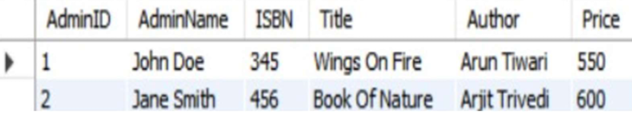 AdminID AdminName ISBN Title Author Price
1 John Doe 345 Wings On Fire Arun Tiwari 550
2 Jane Smith 456 Book Of Nature Arjit Trivedi 600